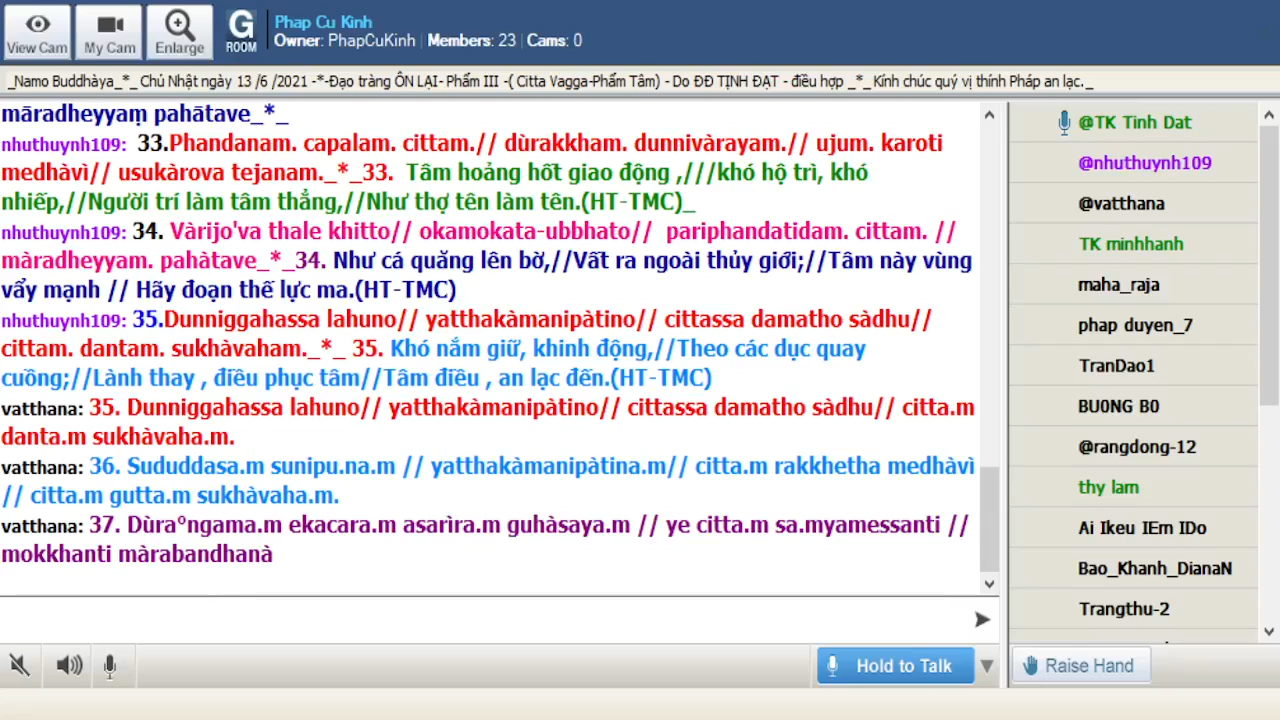 View Cam
My Cam
Enlarge
G
ROOM
Phap Cu Kinh
Owner: PhapCuKinh | Members: 23 | Cams: 0
_Namo Buddhàya_*_ Chủ Nhật ngày 13 /6 /2021 -*-Đạo tràng ÔN LẠI- Phẩm III -( Citta Vagga-Phẩm Tâm) - Do ĐĐ TỊNH ĐẠT - điều hợp _*_Kính chúc quý vị thính Pháp an lạc._
māradheyyaṃ pahātave_*_
nhuthuynh109: 33.Phandanam. capalam. cittam.// dùrakkham. dunnivàrayam.// ujum. karoti
medhàvì// usukàrova tejanam._*_33. Tâm hoảng hốt giao động ,///khó hộ trì, khó
nhiếp,//Người trí làm tâm thẳng,//Như thợ tên làm tên.(HT-TMC)_
nhuthuynh109: 34. Vàrijo'va thale khitto// okamokata-ubbhato// pariphandatidam. cittam. //
màradheyyam. pahàtave_*_34. Như cá quăng lên bờ,//Vất ra ngoài thủy giới;//Tâm này vùng
vẩy mạnh // Hãy đoạn thế lực ma.(HT-TMC)
nhuthuynh109: 35.Dunniggahassa lahuno// yatthakàmanipàtino// cittassa damatho sàdhu//
cittam. dantam. sukhàvaham._*_ 35. Khó nắm giữ, khinh động,//Theo các dục quay
cuồng;//Lành thay , điều phục tâm//Tâm điều , an lạc đến.(HT-TMC)
vatthana: 35. Dunniggahassa lahuno// yatthakàmanipàtino// cittassa damatho sàdhu// citta.m
danta.m sukhàvaha.m.
vatthana: 36. Sududdasa.m sunipu.na.m // yatthakàmanipàtina.m// citta.m rakkhetha medhàvì
// citta.m gutta.m sukhàvaha.m.
vatthana: 37. Dùra°ngama.m ekacara.m asarìra.m guhàsaya.m // ye citta.m sa.myamessanti //
mokkhanti màrabandhanà
Hold to Talk
@TK Tinh Dat
@nhuthuynh109
@vatthana
TK minhhanh
maha_raja
phap duyen_7
TranDao1
BU0NG B0
@rangdong-12
thy lam
Ai Ikeu IEm IDo
Bao_Khanh_DianaN
Trangthu-2
Raise Hand